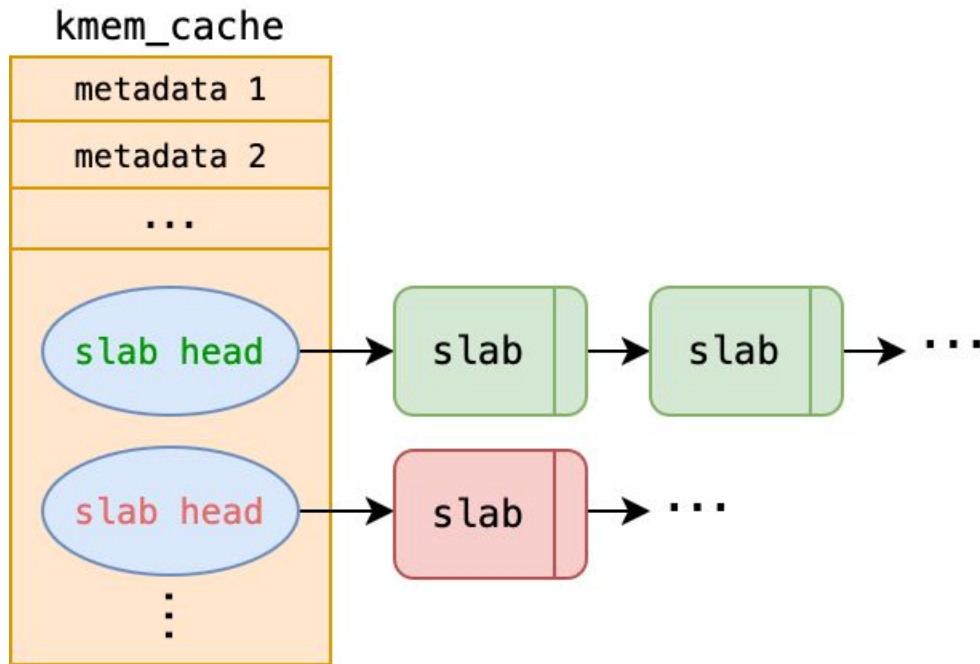 kmem_cache
metadata 1
metadata 2
...
slab head
slab
slab
...
slab head
slab
...
...